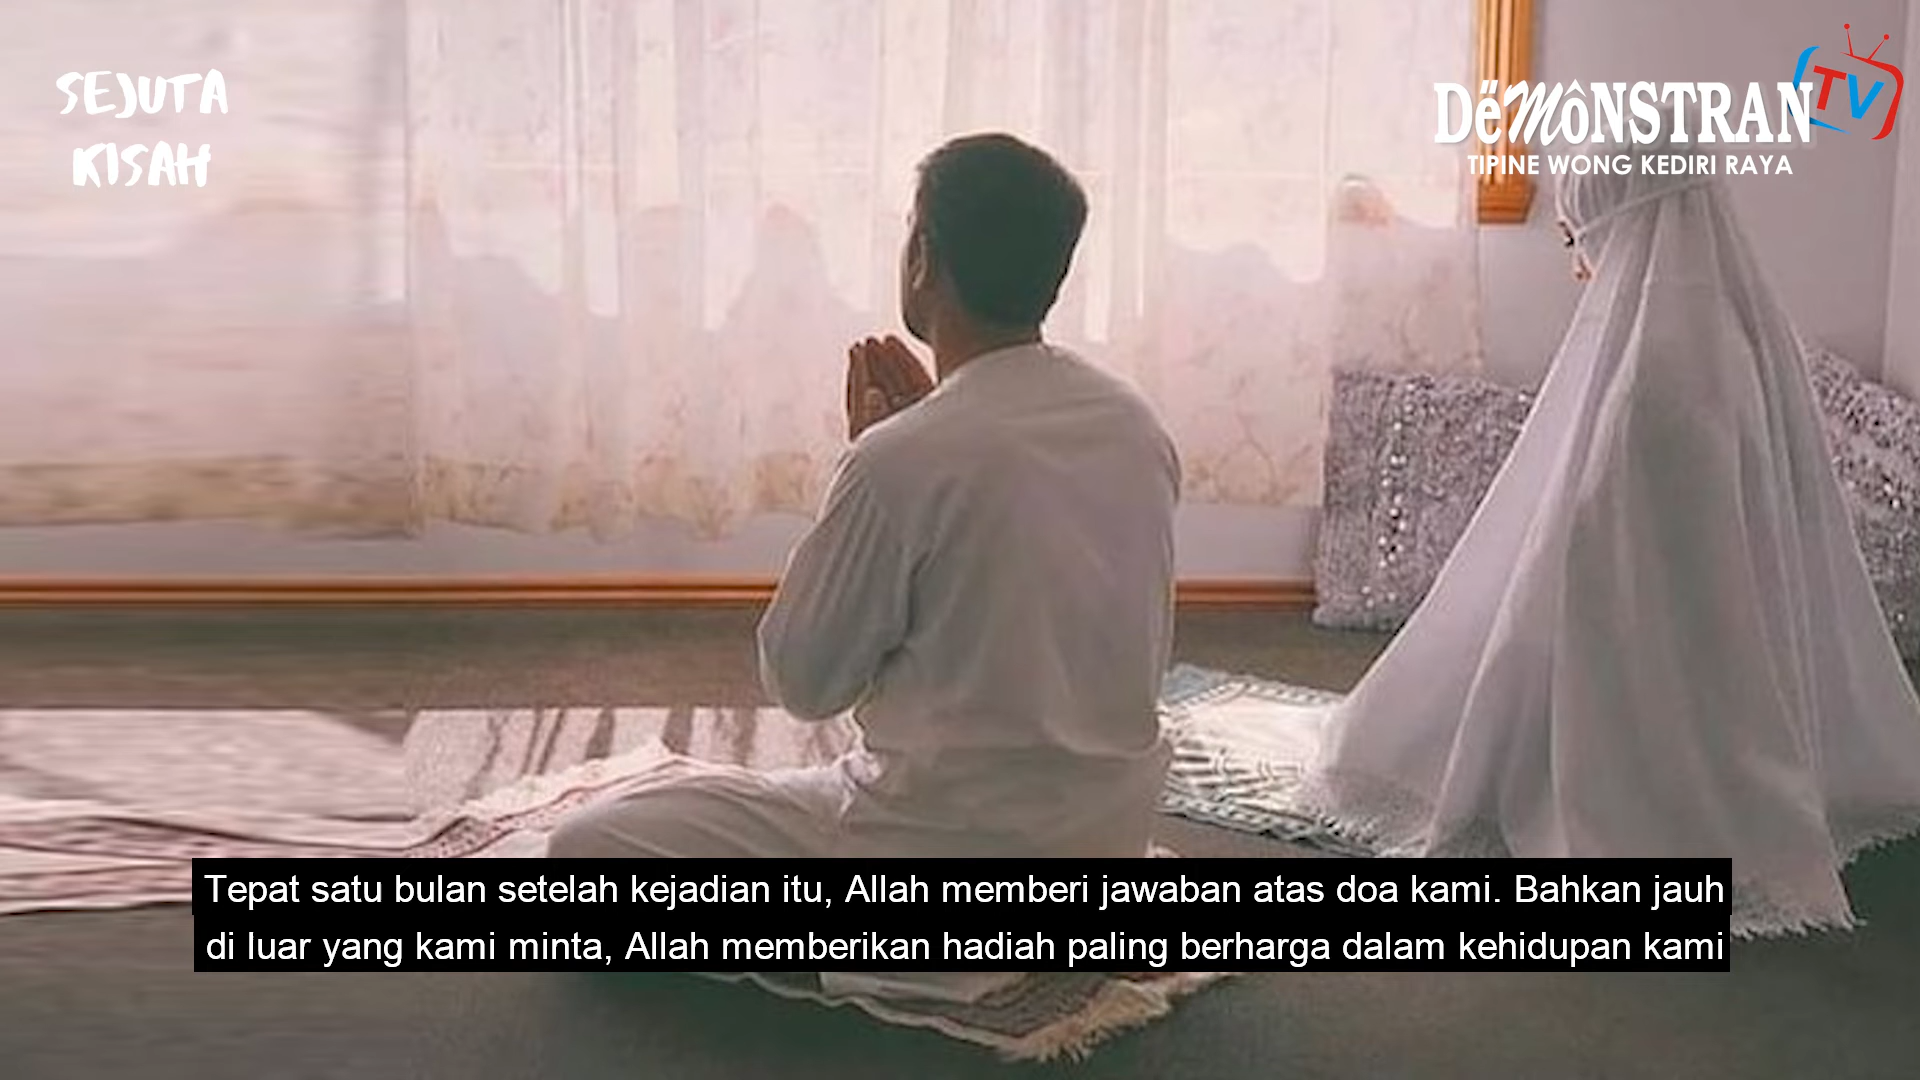 SEJUTA
KISAH
DëMôNSTRAN TV
TIPINE WONG KEDIRI RAYA
Tepat satu bulan setelah kejadian itu, Allah memberi jawaban atas doa kami. Bahkan jauh
di luar yang kami minta, Allah memberikan hadiah paling berharga dalam kehidupan kami